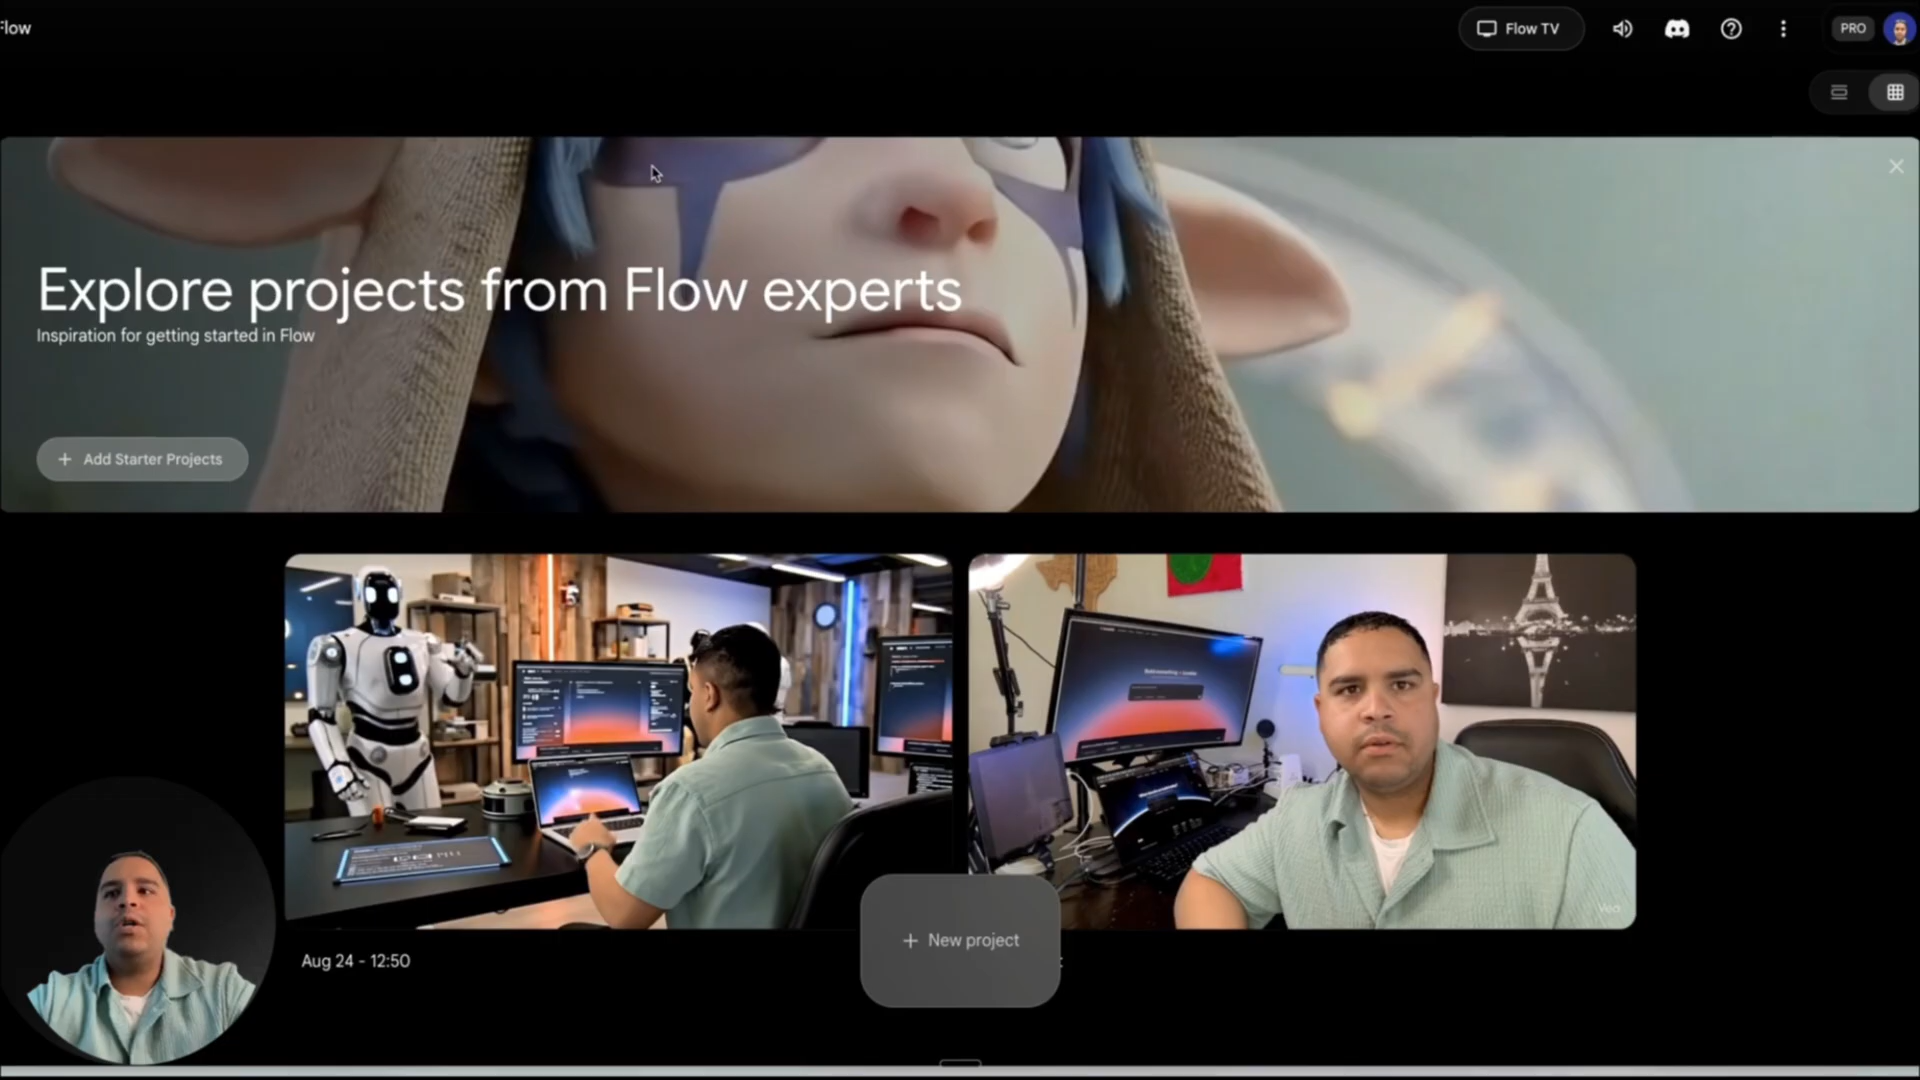 Flow
Flow TV
PRO
Explore projects from Flow experts
Inspiration for getting started in Flow
+ Add Starter Projects
Veo
+ New project
Aug 24 - 12:50